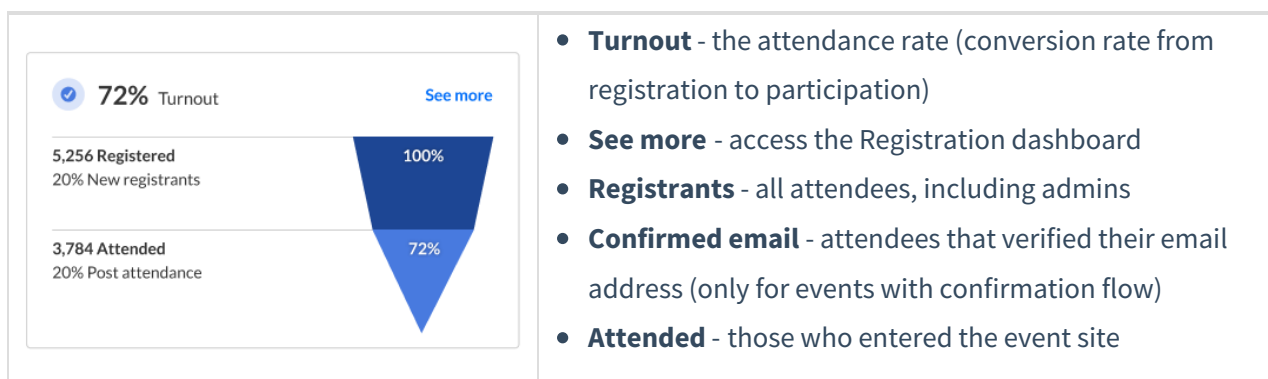 72% Turnout
See more
5,256 Registered
20% New registrants
100%
3,784 Attended
20% Post attendance
72%
• Turnout - the attendance rate (conversion rate from
registration to participation)
• See more - access the Registration dashboard
• Registrants - all attendees, including admins
• Confirmed email - attendees that verified their email
address (only for events with confirmation flow)
• Attended - those who entered the event site